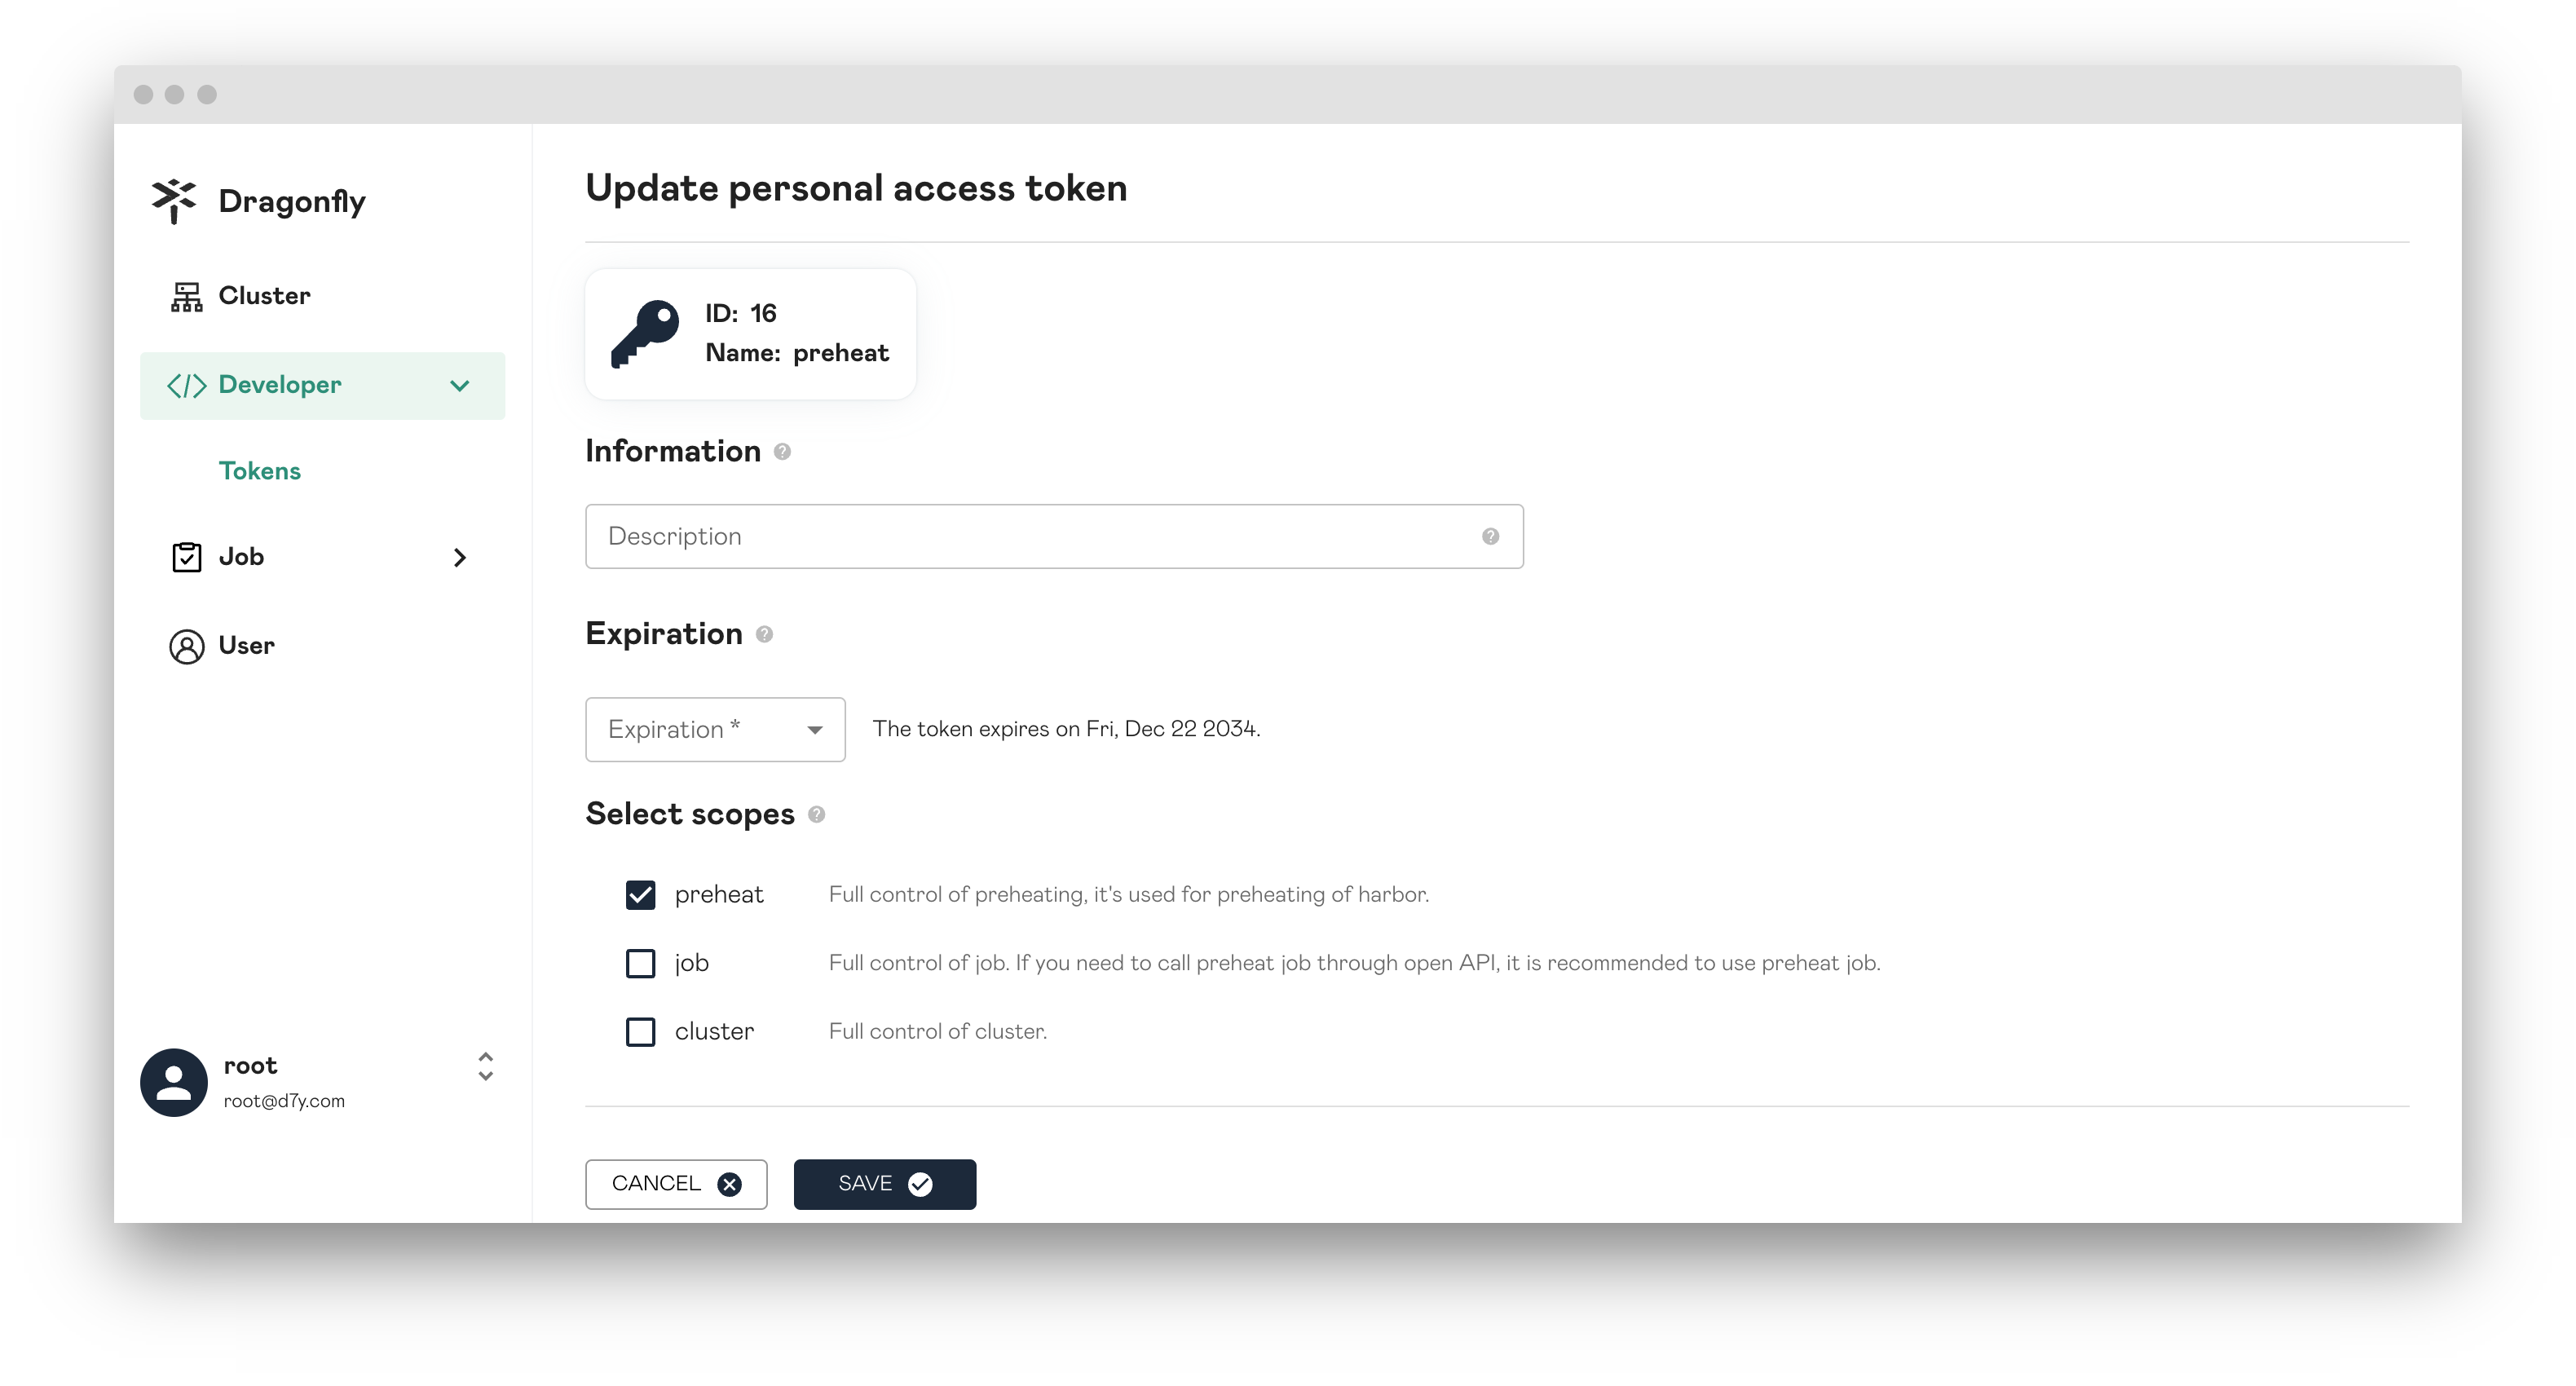 Dragonfly
Cluster
Developer
Tokens
Job
User
root
root@d7y.com
Update personal access token
ID: 16
Name: preheat
Information
Description
Expiration
Expiration *
The token expires on Fri, Dec 22 2034.
Select scopes
preheat Full control of preheating, it's used for preheating of harbor.
job Full control of job. If you need to call preheat job through open API, it is recommended to use preheat job.
cluster Full control of cluster.
CANCEL SAVE